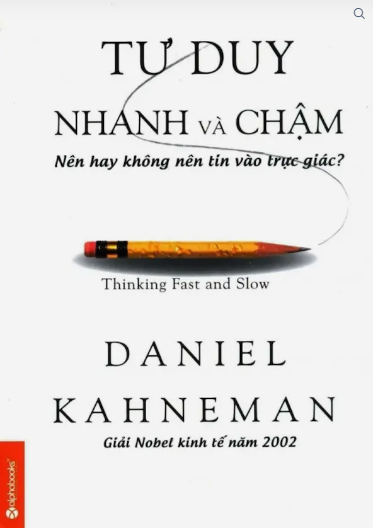 TƯ DUY
NHANH VÀ CHẬM
Nên hay không nên tin vào trực giác?
Thinking Fast and Slow
DANIEL
KAHNEMAN
Giải Nobel kinh tế năm 2002
alphabooks